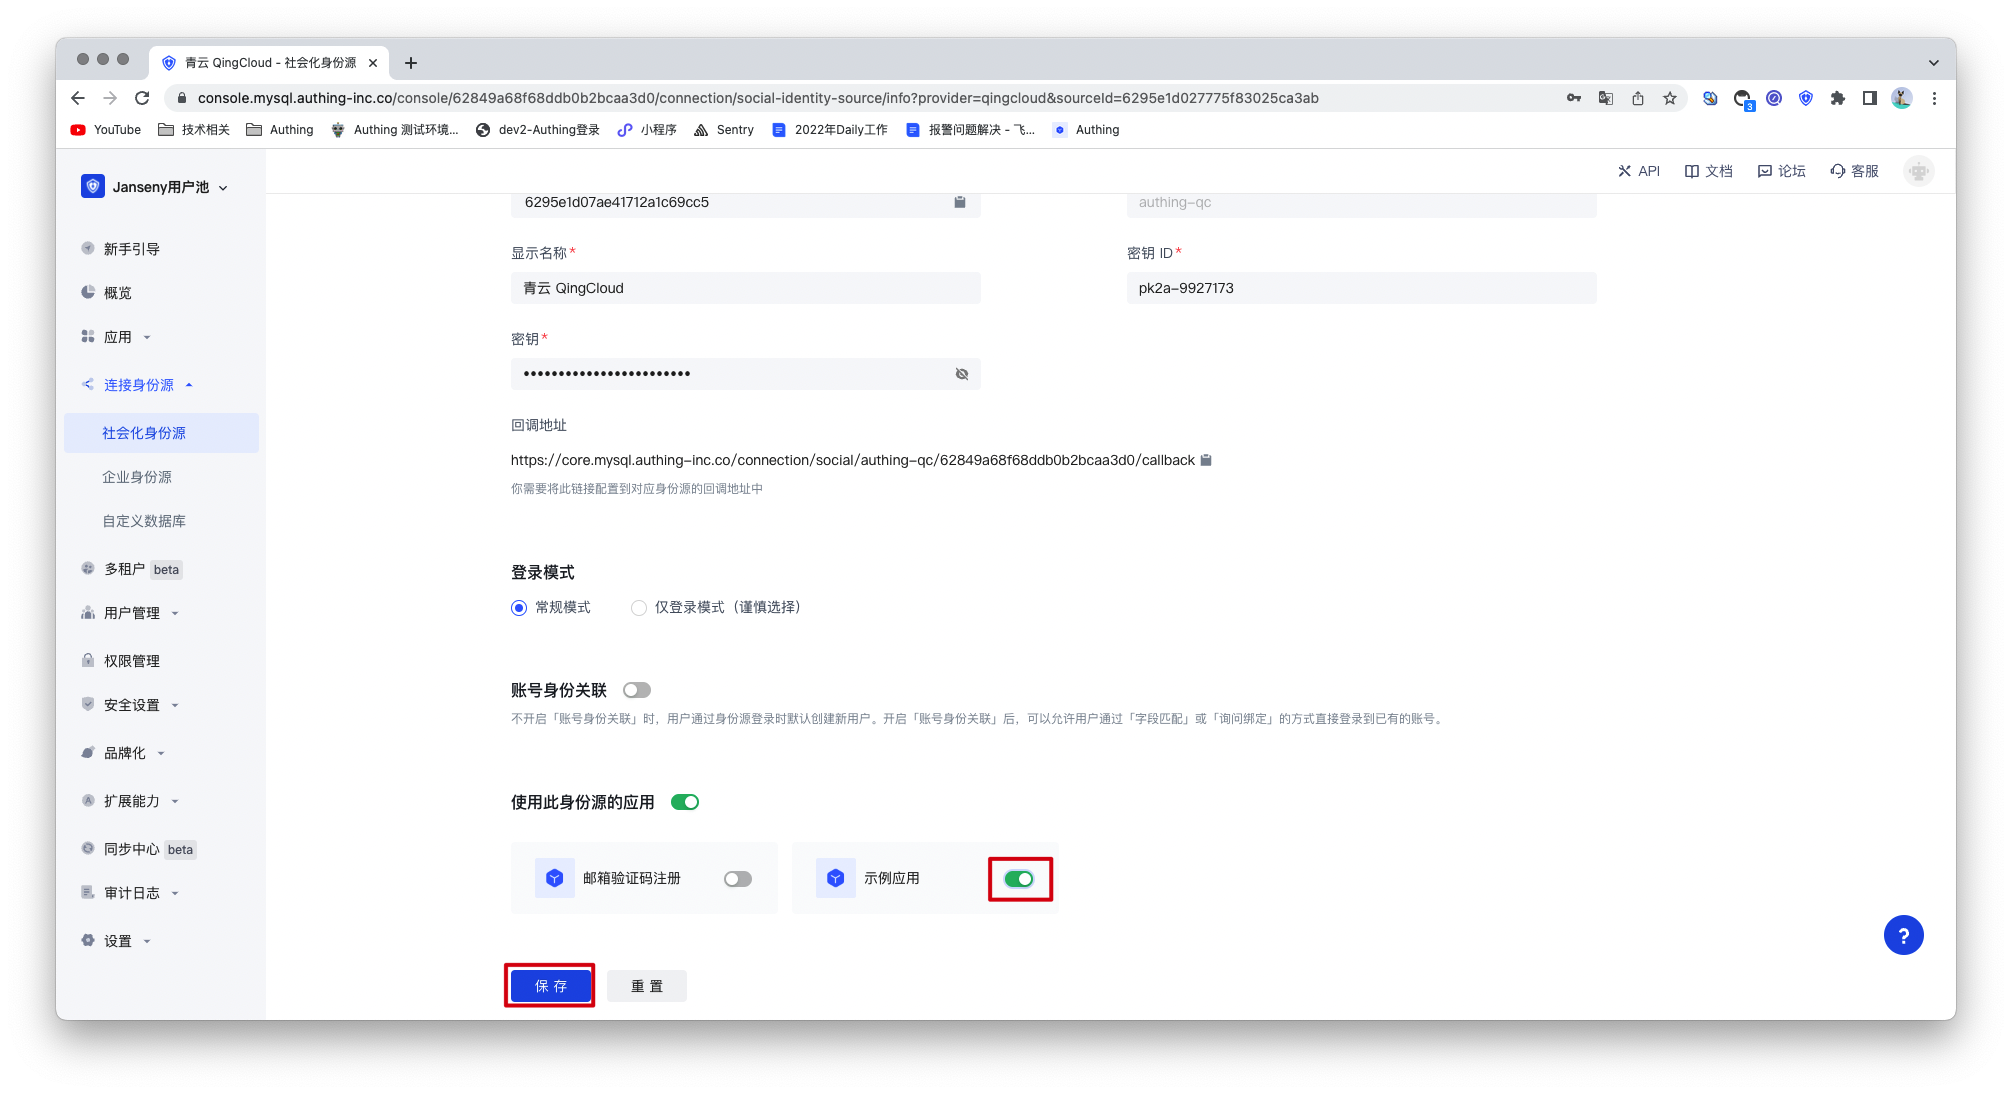 青云 QingCloud - 社会化身份源
console.mysql.authing-inc.co/console/62849a68f68ddb0b2bcaa3d0/connection/social-identity-source/info?provider=qingcloud&sourceId=6295e1d027775f83025ca3ab
3
YouTube 技术相关 Authing Authing 测试环境... dev2-Authing登录 小程序 Sentry 2022年Daily工作 报警问题解决 - 飞... Authing
Janseny用户池
API 文档 论坛 客服
新手引导
概览
应用
连接身份源
社会化身份源
企业身份源
自定义数据库
多租户 beta
用户管理
权限管理
安全设置
品牌化
扩展能力
同步中心 beta
审计日志
设置
6295e1d07ae41712a1c69cc5
authing-qc
显示名称*
密钥 ID*
青云 QingCloud
pk2a-9927173
密钥*
回调地址
https://core.mysql.authing-inc.co/connection/social/authing-qc/62849a68f68ddb0b2bcaa3d0/callback
你需要将此链接配置到对应身份源的回调地址中
登录模式
常规模式 仅登录模式（谨慎选择）
账号身份关联
不开启「账号身份关联」时，用户通过身份源登录时默认创建新用户。开启「账号身份关联」后，可以允许用户通过「字段匹配」或「询问绑定」的方式直接登录到已有的账号。
使用此身份源的应用
邮箱验证码注册
示例应用
保存
重置
?